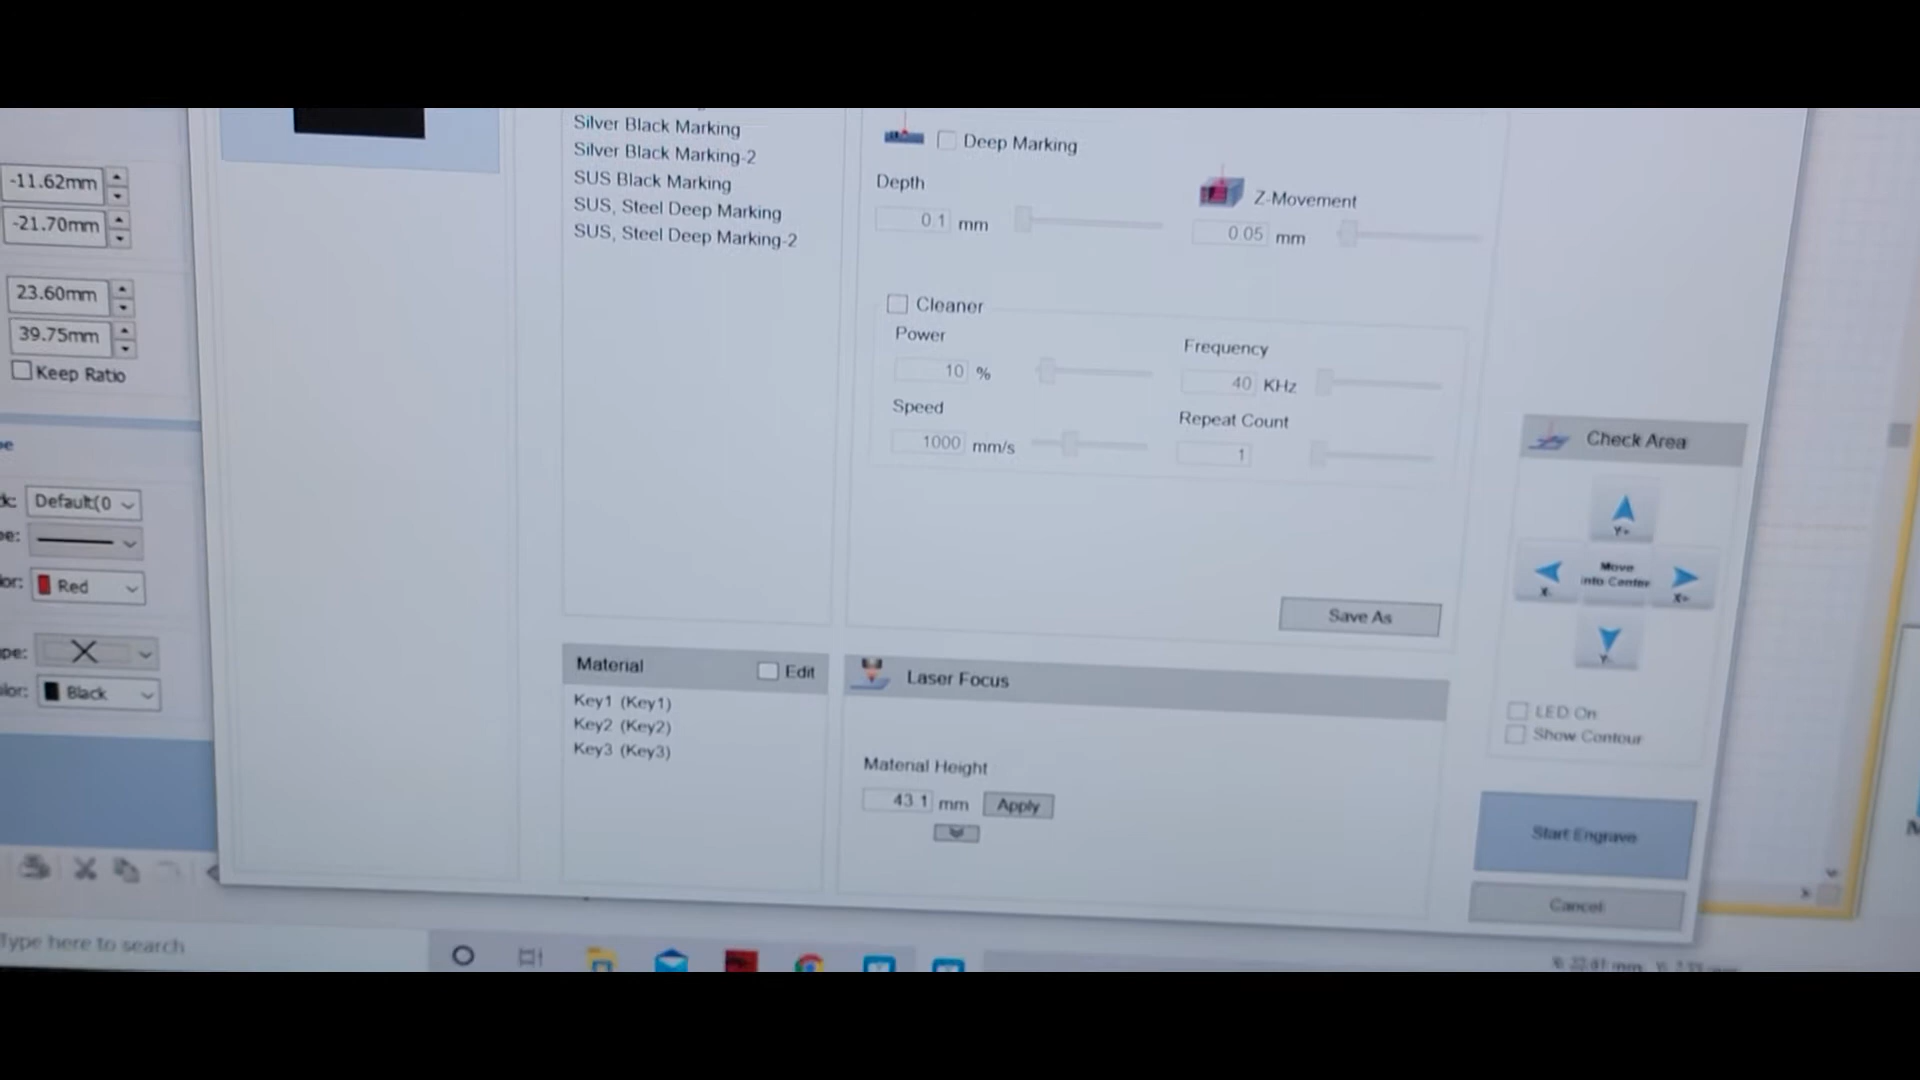 -11.62mm
-21.70mm
23.60mm
39.75mm
Keep Ratio
Default(0
Red
Black
Type here to search
Silver Black Marking
Silver Black Marking-2
SUS Black Marking
SUS, Steel Deep Marking
SUS, Steel Deep Marking-2
Material
Edit
Key1 (Key1)
Key2 (Key2)
Key3 (Key3)
Deep Marking
Depth
0.1 mm
Z-Movement
0.05 mm
Cleaner
Power
10 %
Frequency
40 KHz
Speed
1000 mm/s
Repeat Count
1
Save As
Laser Focus
Material Height
43.1 mm
Apply
Check Area
Y+
X-
Move
into Center
X+
Y-
LED On
Show Contour
Start Engrave
Cancel